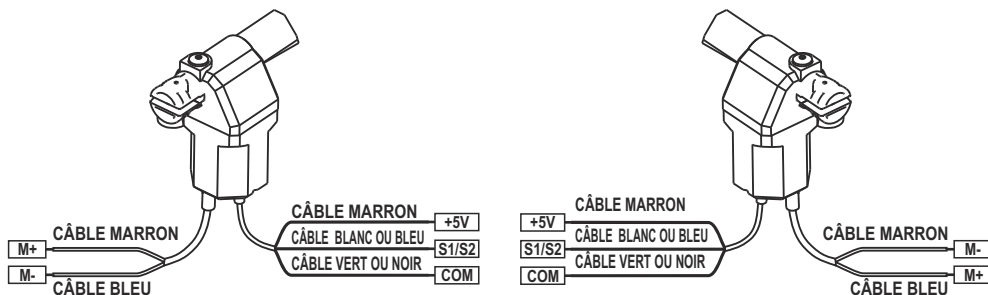 CÂBLE MARRON +5V
CÂBLE BLANC OU BLEU S1/S2
CÂBLE VERT OU NOIR COM
M+ CÂBLE MARRON
M- CÂBLE BLEU
+5V CÂBLE MARRON
S1/S2 CÂBLE BLANC OU BLEU
COM CÂBLE VERT OU NOIR
CÂBLE MARRON M-
CÂBLE BLEU M+